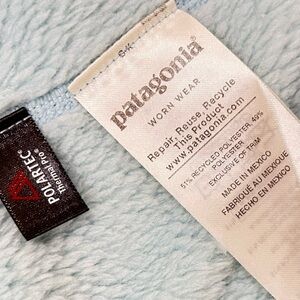 patagonia
WORN WEAR
Repair, Reuse, Recycle
This Product
www.patagonia.com
51% RECYCLED POLYESTER, 49%
POLYESTER
EXCLUSIVE OF TRIM
MADE IN MEXICO
FABRIQUÉ AU MEXIQUE
HECHO EN MEXICO
POLARTEC®
Thermal Pro®